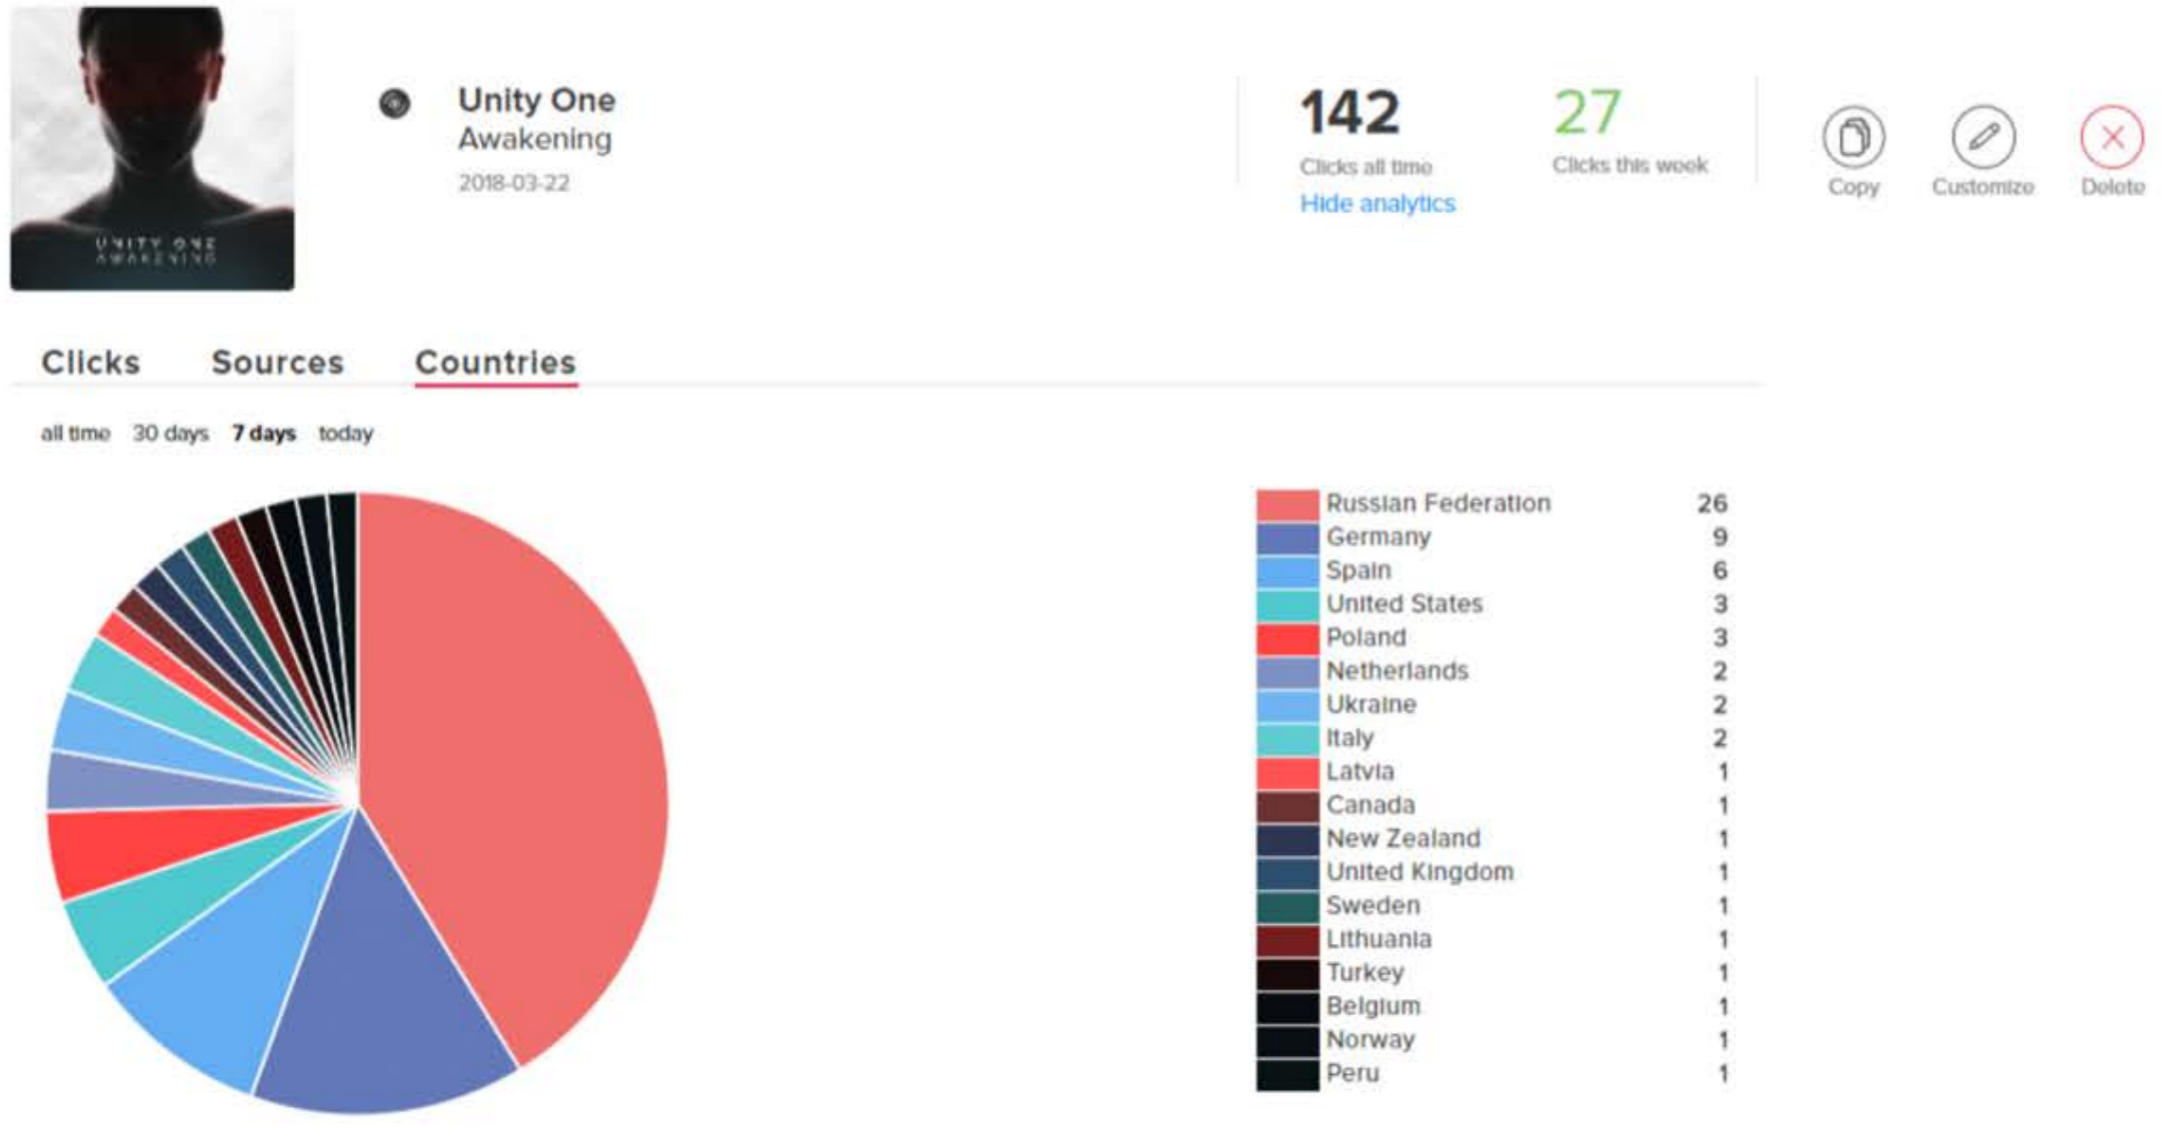 UNITY ONE
AWAKENING
Unity One
Awakening
2018-03-22
142
Clicks all time
Hide analytics
27
Clicks this week
Copy
Customize
Delete
Clicks Sources Countries
all time 30 days 7 days today
Russian Federation 26
Germany 9
Spain 6
United States 3
Poland 3
Netherlands 2
Ukraine 2
Italy 2
Latvia 1
Canada 1
New Zealand 1
United Kingdom 1
Sweden 1
Lithuania 1
Turkey 1
Belgium 1
Norway 1
Peru 1